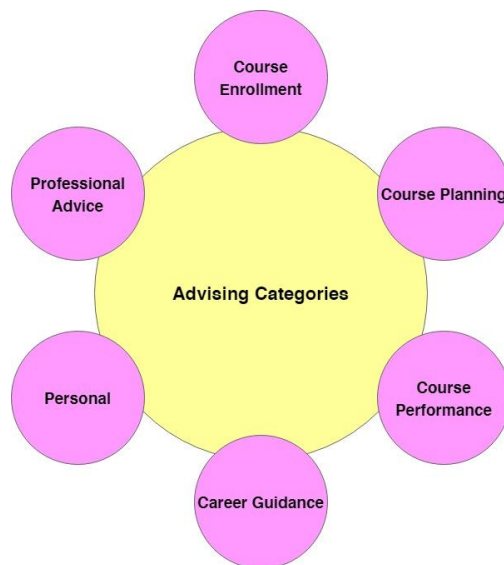 Course
Enrollment
Professional
Advice
Course Planning
Advising Categories
Personal
Course
Performance
Career Guidance